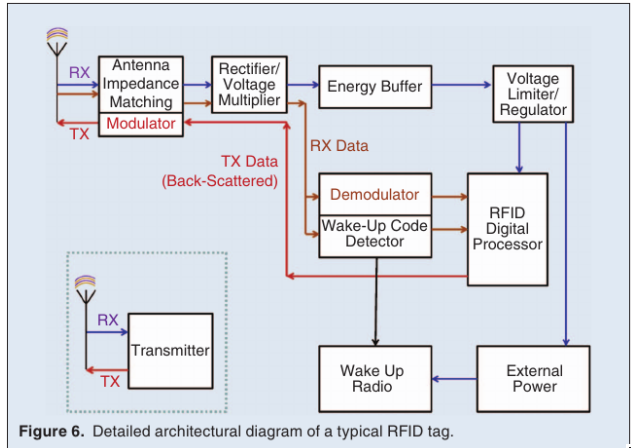 RX
TX
Antenna
Impedance
Matching
Modulator
Rectifier/
Voltage
Multiplier
Energy Buffer
Voltage
Limiter/
Regulator
RX Data
TX Data
(Back-Scattered)
Demodulator
Wake-Up Code
Detector
RFID
Digital
Processor
RX
TX
Transmitter
Wake Up
Radio
External
Power
Figure 6. Detailed architectural diagram of a typical RFID tag.